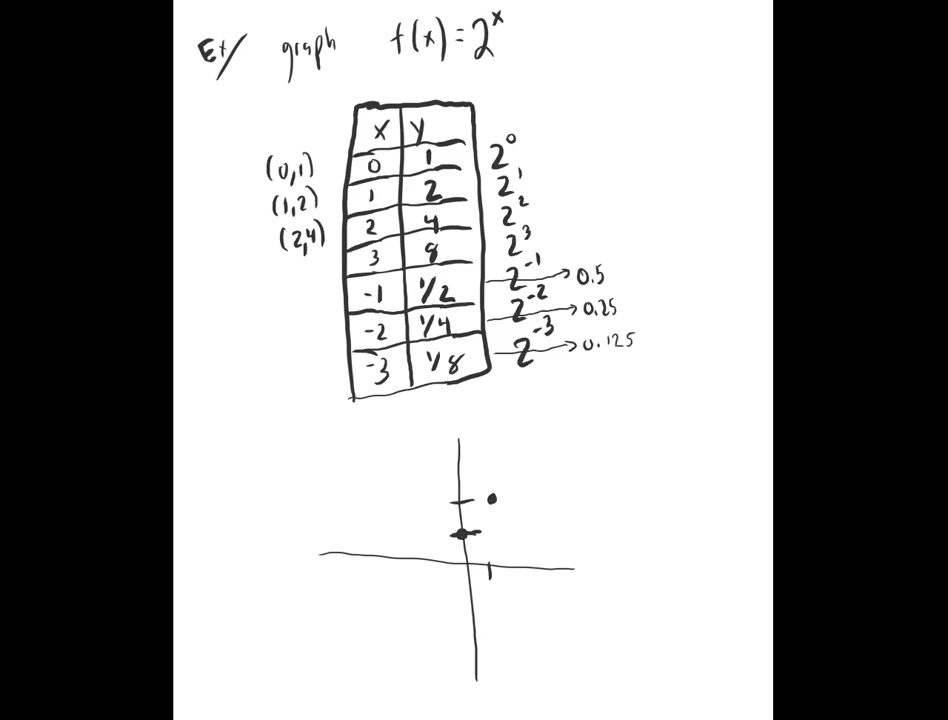 Ex/ graph f(x)=2^x
x y
(0,1) 0 1 2^0
(1,2) 1 2 2^1
(2,4) 2 4 2^2
3 8 2^3
-1 1/2 2^-1 → 0.5
-2 1/4 2^-2 → 0.25
-3 1/8 2^-3 → 0.125